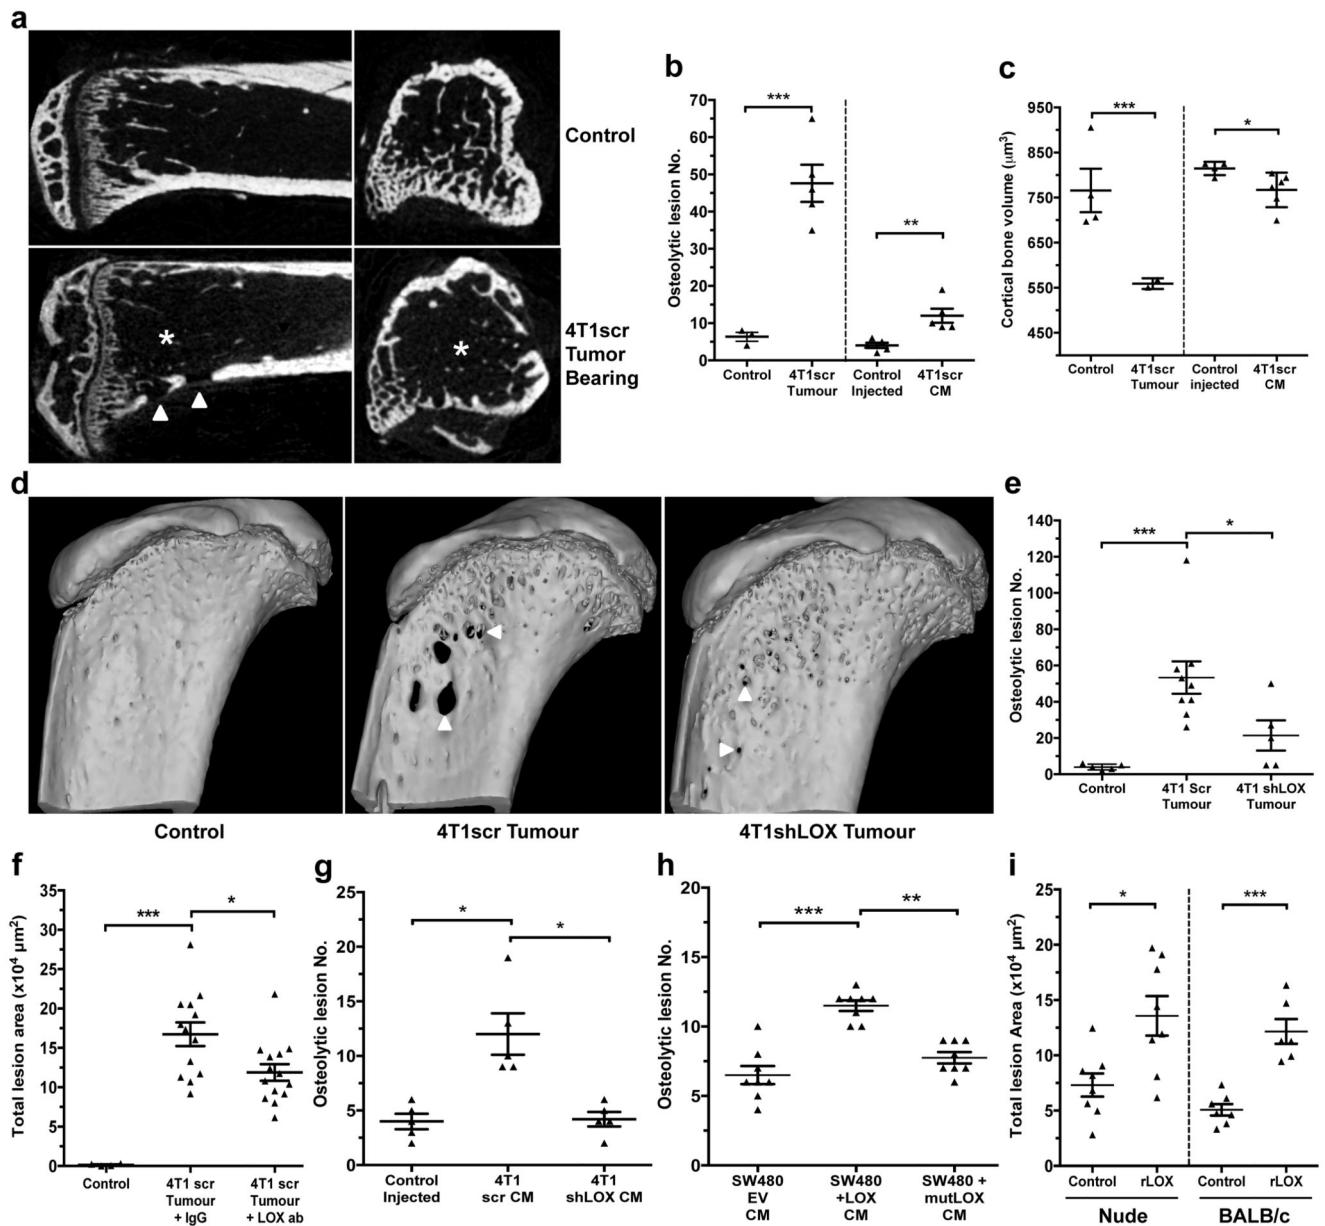 a
Control
4T1scr
Tumor
Bearing
*
*
b
Osteolytic lesion No.
70
60
50
40
30
20
10
0
***
**
Control
4T1scr
Tumour
Control
Injected
4T1scr
CM
c
Cortical bone volume (μm³)
950
850
750
650
550
450
***
*
Control
4T1scr
Tumour
Control
injected
4T1scr
CM
d
Control
4T1scr Tumour
4T1shLOX Tumour
e
Osteolytic lesion No.
140
120
100
80
60
40
20
0
***
*
Control
4T1 Scr
Tumour
4T1 shLOX
Tumour
f
Total lesion area (x10⁴ μm²)
35
30
25
20
15
10
5
0
***
*
Control
4T1 scr
Tumour
+ IgG
4T1 scr
Tumour
+ LOX ab
g
Osteolytic lesion No.
25
20
15
10
5
0
*
*
Control
Injected
4T1
scr CM
4T1
shLOX CM
h
Osteolytic lesion No.
20
15
10
5
0
***
**
SW480
EV
CM
SW480
+LOX
CM
SW480 +
mutLOX
CM
i
Total lesion Area (x10⁴ μm²)
25
20
15
10
5
0
*
***
Control
rLOX
Control
rLOX
Nude
BALB/c